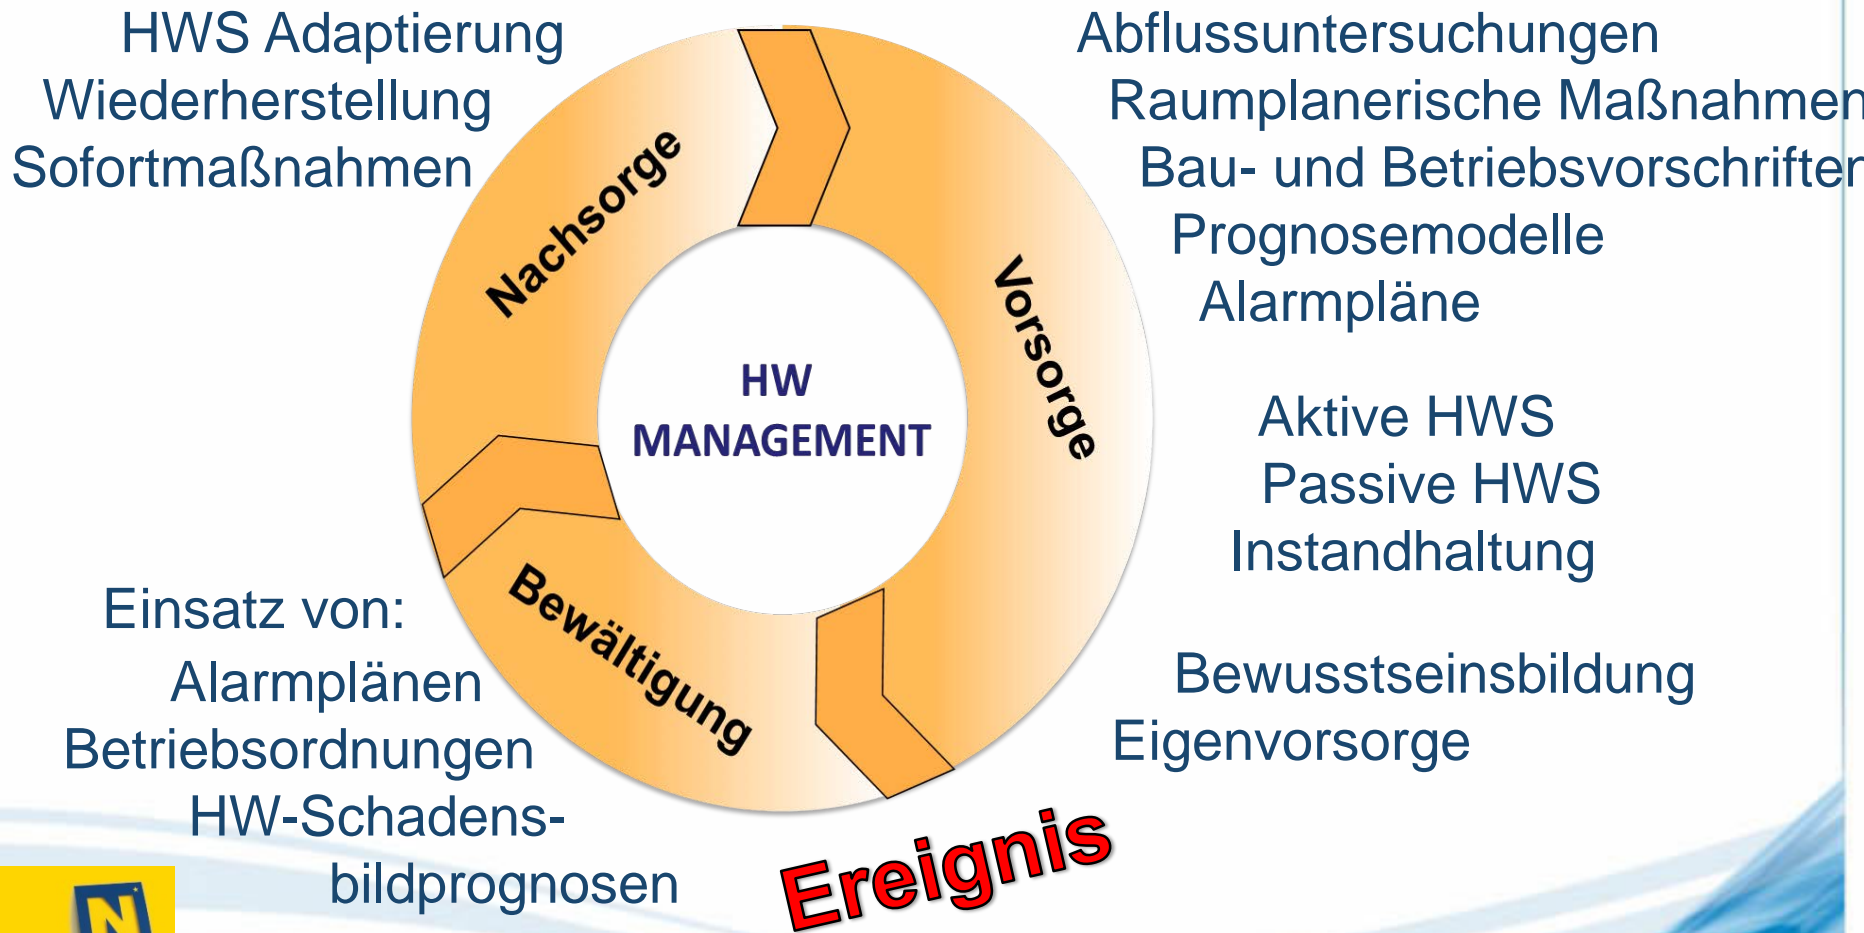 HWS Adaptierung
Wiederherstellung
Sofortmaßnahmen
Abflussuntersuchungen
Raumplanerische Maßnahmen
Bau- und Betriebsvorschriften
Prognosemodelle
Alarmpläne
Aktive HWS
Passive HWS
Instandhaltung
Bewusstseinsbildung
Eigenvorsorge
Nachsorge
Vorsorge
Bewältigung
HW
MANAGEMENT
Einsatz von:
Alarmplänen
Betriebsordnungen
HW-Schadens-
bildprognosen
Ereignis
N